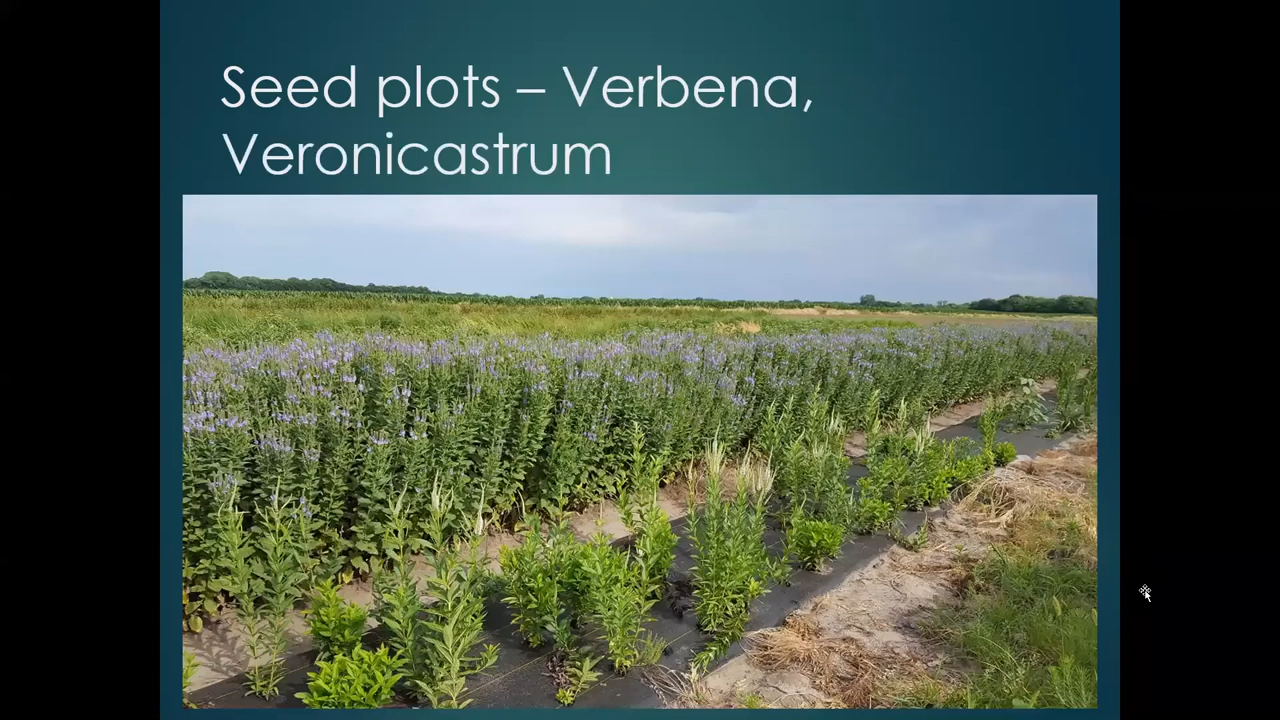 Seed plots – Verbena,
Veronicastrum